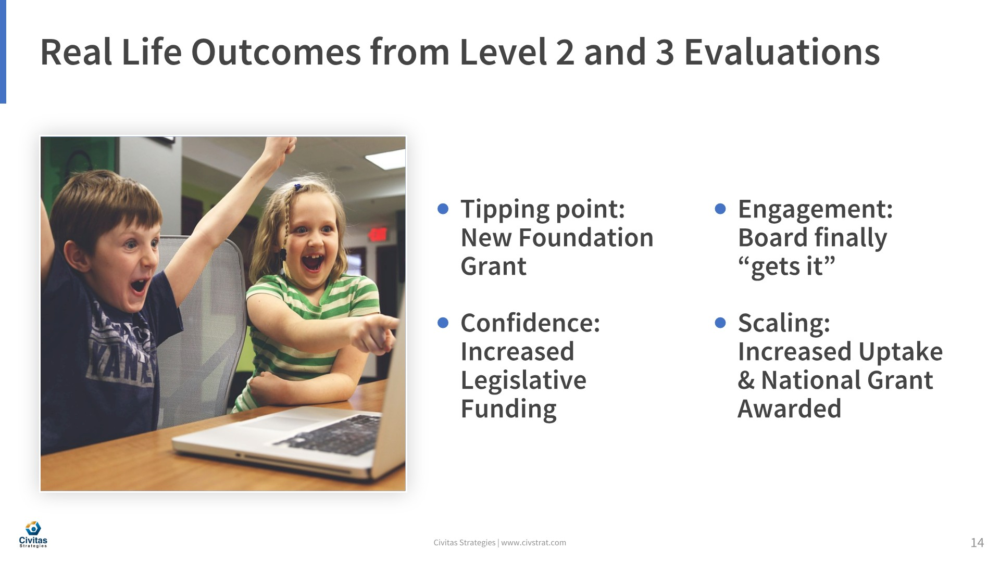 Real Life Outcomes from Level 2 and 3 Evaluations
Tipping point:
New Foundation
Grant
Confidence:
Increased
Legislative
Funding
Engagement:
Board finally
“gets it”
Scaling:
Increased Uptake
& National Grant
Awarded
Civitas
Strategies
Civitas Strategies | www.civstrat.com
14